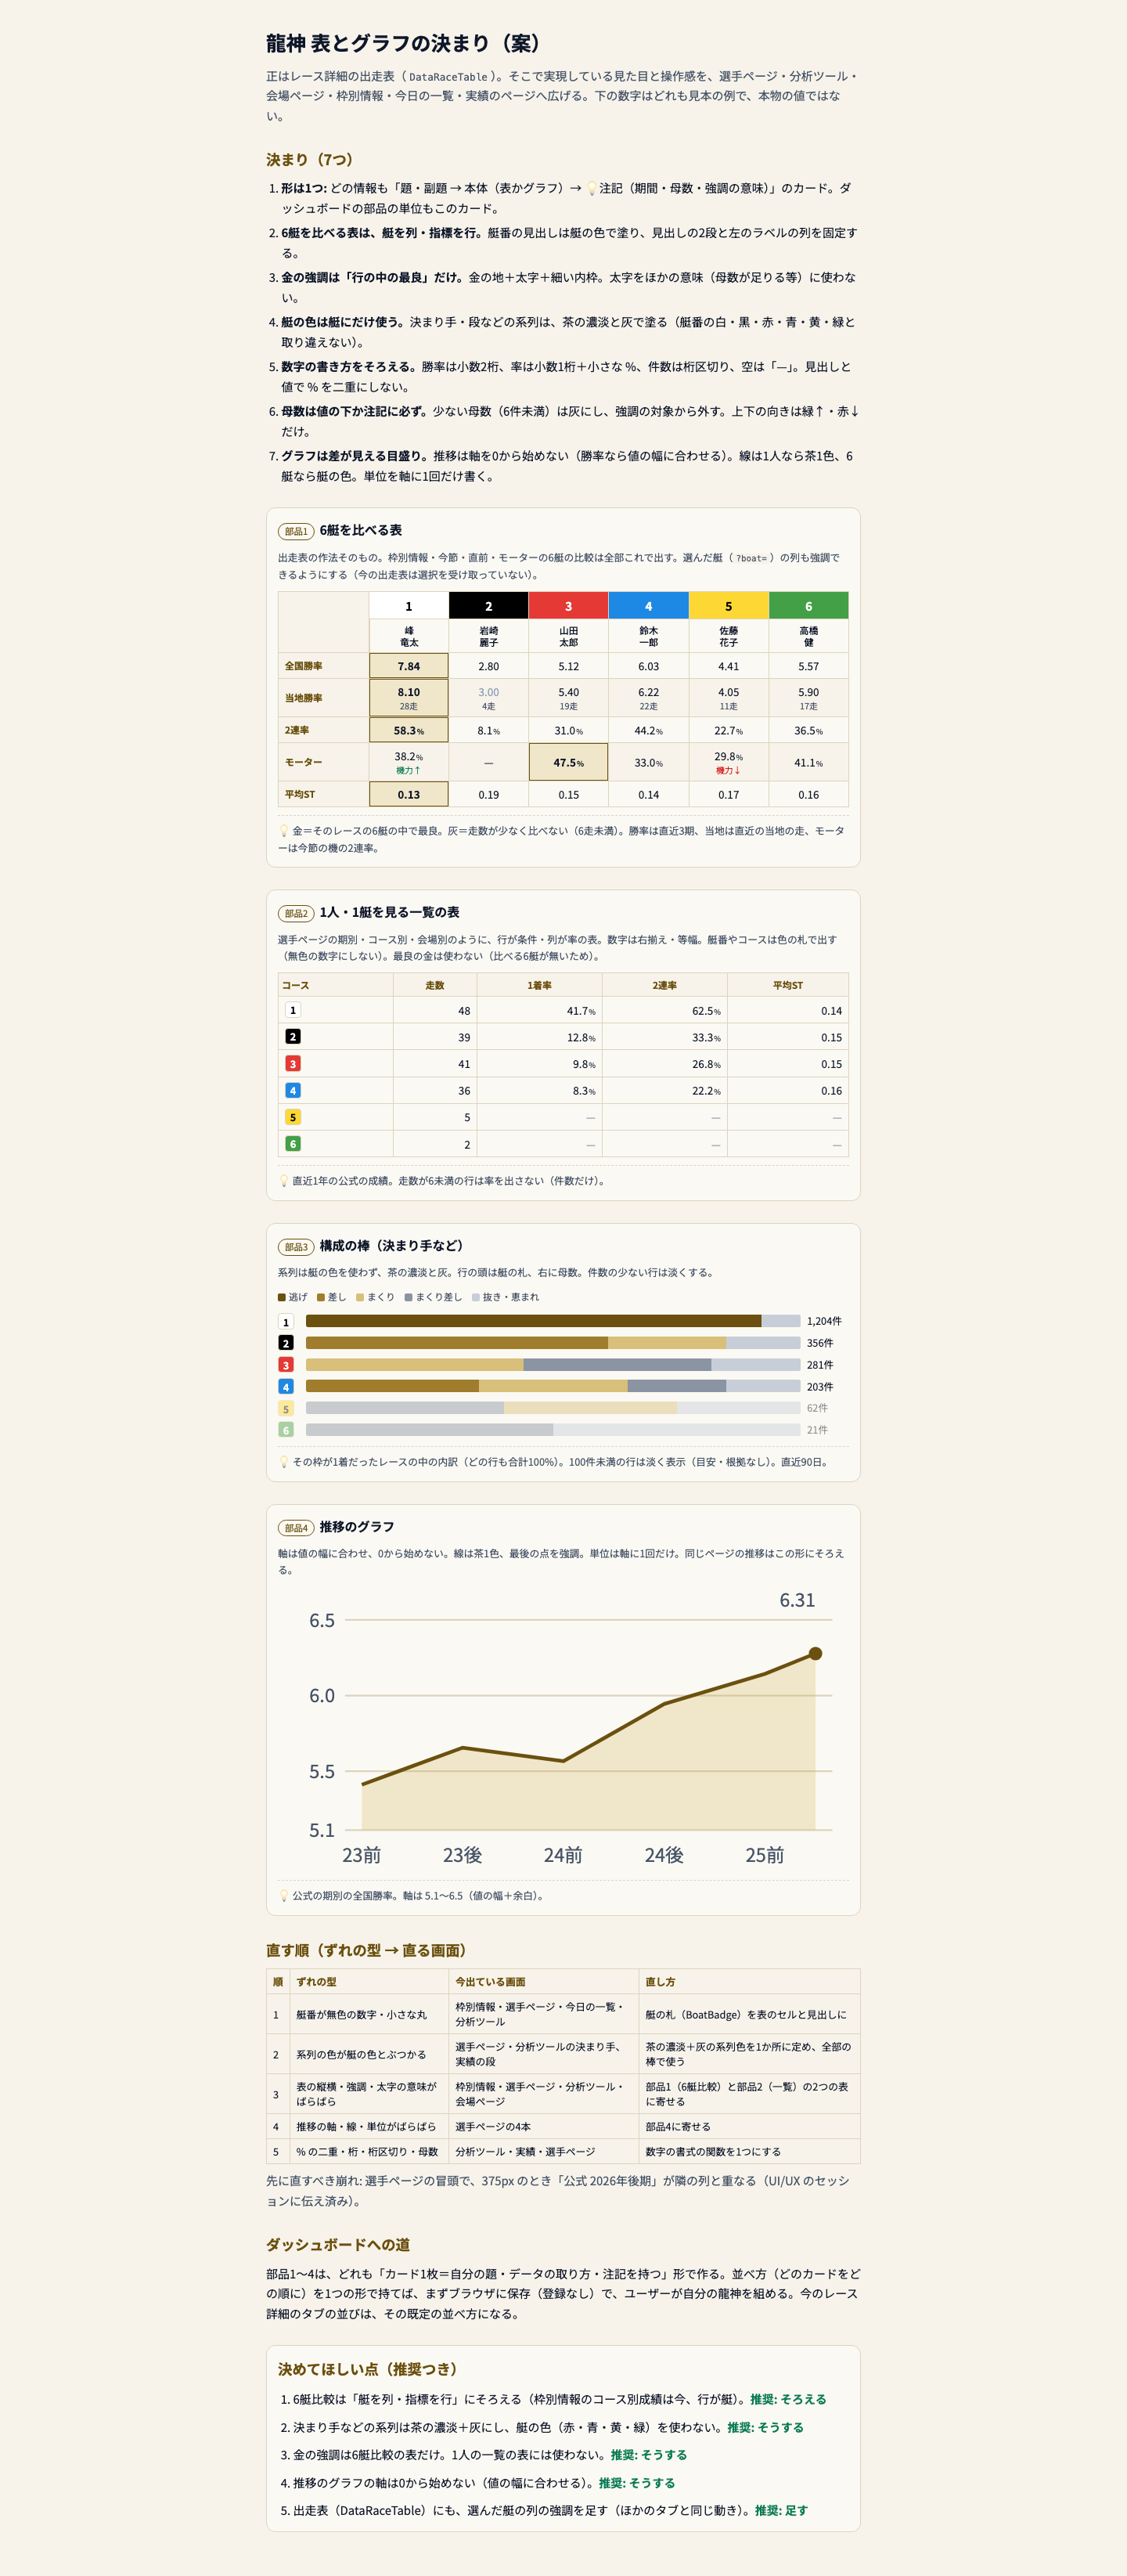 龍神 表とグラフの決まり（案）
正はレース詳細の出走表（ DataRaceTable ）。そこで実現している見た目と操作感を、選手ページ・分析ツール・
会場ページ・枠別情報・今日の一覧・実績のページへ広げる。下の数字はどれも見本の例で、本物の値ではな
い。
決まり（7つ）
1. 形は1つ: どの情報も「題・副題 → 本体（表かグラフ）→ 💡注記（期間・母数・強調の意味）」のカード。ダ
ッシュボードの部品の単位もこのカード。
2. 6艇を比べる表は、艇を列・指標を行。艇番の見出しは艇の色で塗り、見出しの2段と左のラベルの列を固定す
る。
3. 金の強調は「行の中の最良」だけ。金の地＋太字＋細い内枠。太字をほかの意味（母数が足りる等）に使わな
い。
4. 艇の色は艇にだけ使う。決まり手・段などの系列は、茶の濃淡と灰で塗る（艇番の白・黒・赤・青・黄・緑と
取り違えない）。
5. 数字の書き方をそろえる。勝率は小数2桁、率は小数1桁＋小さな %、件数は桁区切り、空は「—」。見出しと
値で % を二重にしない。
6. 母数は値の下か注記に必ず。少ない母数（6件未満）は灰にし、強調の対象から外す。上下の向きは緑↑・赤↓
だけ。
7. グラフは差が見える目盛り。推移は軸を0から始めない（勝率なら値の幅に合わせる）。線は1人なら茶1色、6
艇なら艇の色。単位を軸に1回だけ書く。
部品1 6艇を比べる表
出走表の作法そのもの。枠別情報・今節・直前・モーターの6艇の比較は全部これで出す。選んだ艇（ ?boat= ）の列も強調で
きるようにする（今の出走表は選択を受け取っていない）。
1 2 3 4 5 6
峰 岩崎 山田 鈴木 佐藤 高橋
竜太 麗子 太郎 一郎 花子 健
全国勝率 7.84 2.80 5.12 6.03 4.41 5.57
当地勝率 8.10 3.00 5.40 6.22 4.05 5.90
28走 4走 19走 22走 11走 17走
2連率 58.3% 8.1% 31.0% 44.2% 22.7% 36.5%
モーター 38.2% — 47.5% 33.0% 29.8% 41.1%
機力↑ 機力↓
平均ST 0.13 0.19 0.15 0.14 0.17 0.16
💡 金＝そのレースの6艇の中で最良。灰＝走数が少なく比べない（6走未満）。勝率は直近3期、当地は直近の当地の走、モータ
ーは今節の機の2連率。
部品2 1人・1艇を見る一覧の表
選手ページの期別・コース別・会場別のように、行が条件・列が率の表。数字は右揃え・等幅。艇番やコースは色の札で出す
（無色の数字にしない）。最良の金は使わない（比べる6艇が無いため）。
コース 走数 1着率 2連率 平均ST
1 48 41.7% 62.5% 0.14
2 39 12.8% 33.3% 0.15
3 41 9.8% 26.8% 0.15
4 36 8.3% 22.2% 0.16
5 5 — — —
6 2 — — —
💡 直近1年の公式の成績。走数が6未満の行は率を出さない（件数だけ）。
部品3 構成の棒（決まり手など）
系列は艇の色を使わず、茶の濃淡と灰。行の頭は艇の札、右に母数。件数の少ない行は淡くする。
逃げ 差し まくり まくり差し 抜き・恵まれ
1 1,204件
2 356件
3 281件
4 203件
5 62件
6 21件
💡 その枠が1着だったレースの中の内訳（どの行も合計100%）。100件未満の行は淡く表示（目安・根拠なし）。直近90日。
部品4 推移のグラフ
軸は値の幅に合わせ、0から始めない。線は茶1色、最後の点を強調。単位は軸に1回だけ。同じページの推移はこの形にそろえ
る。
6.31
6.5
6.0
5.5
5.1
23前 23後 24前 24後 25前
💡 公式の期別の全国勝率。軸は 5.1〜6.5（値の幅＋余白）。
直す順（ずれの型 → 直る画面）
順 ずれの型 今出ている画面 直し方
1 艇番が無色の数字・小さな丸 枠別情報・選手ページ・今日の一覧・ 艇の札（BoatBadge）を表のセルと見出しに
分析ツール
2 系列の色が艇の色とぶつかる 選手ページ・分析ツールの決まり手、 茶の濃淡＋灰の系列色を1か所に定め、全部の
実績の段 棒で使う
3 表の縦横・強調・太字の意味が 枠別情報・選手ページ・分析ツール・ 部品1（6艇比較）と部品2（一覧）の2つの表
ばらばら 会場ページ に寄せる
4 推移の軸・線・単位がばらばら 選手ページの4本 部品4に寄せる
5 % の二重・桁・桁区切り・母数 分析ツール・実績・選手ページ 数字の書式の関数を1つにする
先に直すべき崩れ: 選手ページの冒頭で、375px のとき「公式 2026年後期」が隣の列と重なる（UI/UX のセッシ
ョンに伝え済み）。
ダッシュボードへの道
部品1〜4は、どれも「カード1枚＝自分の題・データの取り方・注記を持つ」形で作る。並べ方（どのカードをど
の順に）を1つの形で持てば、まずブラウザに保存（登録なし）で、ユーザーが自分の龍神を組める。今のレース
詳細のタブの並びは、その既定の並べ方になる。
決めてほしい点（推奨つき）
1. 6艇比較は「艇を列・指標を行」にそろえる（枠別情報のコース別成績は今、行が艇）。推奨: そろえる
2. 決まり手などの系列は茶の濃淡＋灰にし、艇の色（赤・青・黄・緑）を使わない。推奨: そうする
3. 金の強調は6艇比較の表だけ。1人の一覧の表には使わない。推奨: そうする
4. 推移のグラフの軸は0から始めない（値の幅に合わせる）。推奨: そうする
5. 出走表（DataRaceTable）にも、選んだ艇の列の強調を足す（ほかのタブと同じ動き）。推奨: 足す